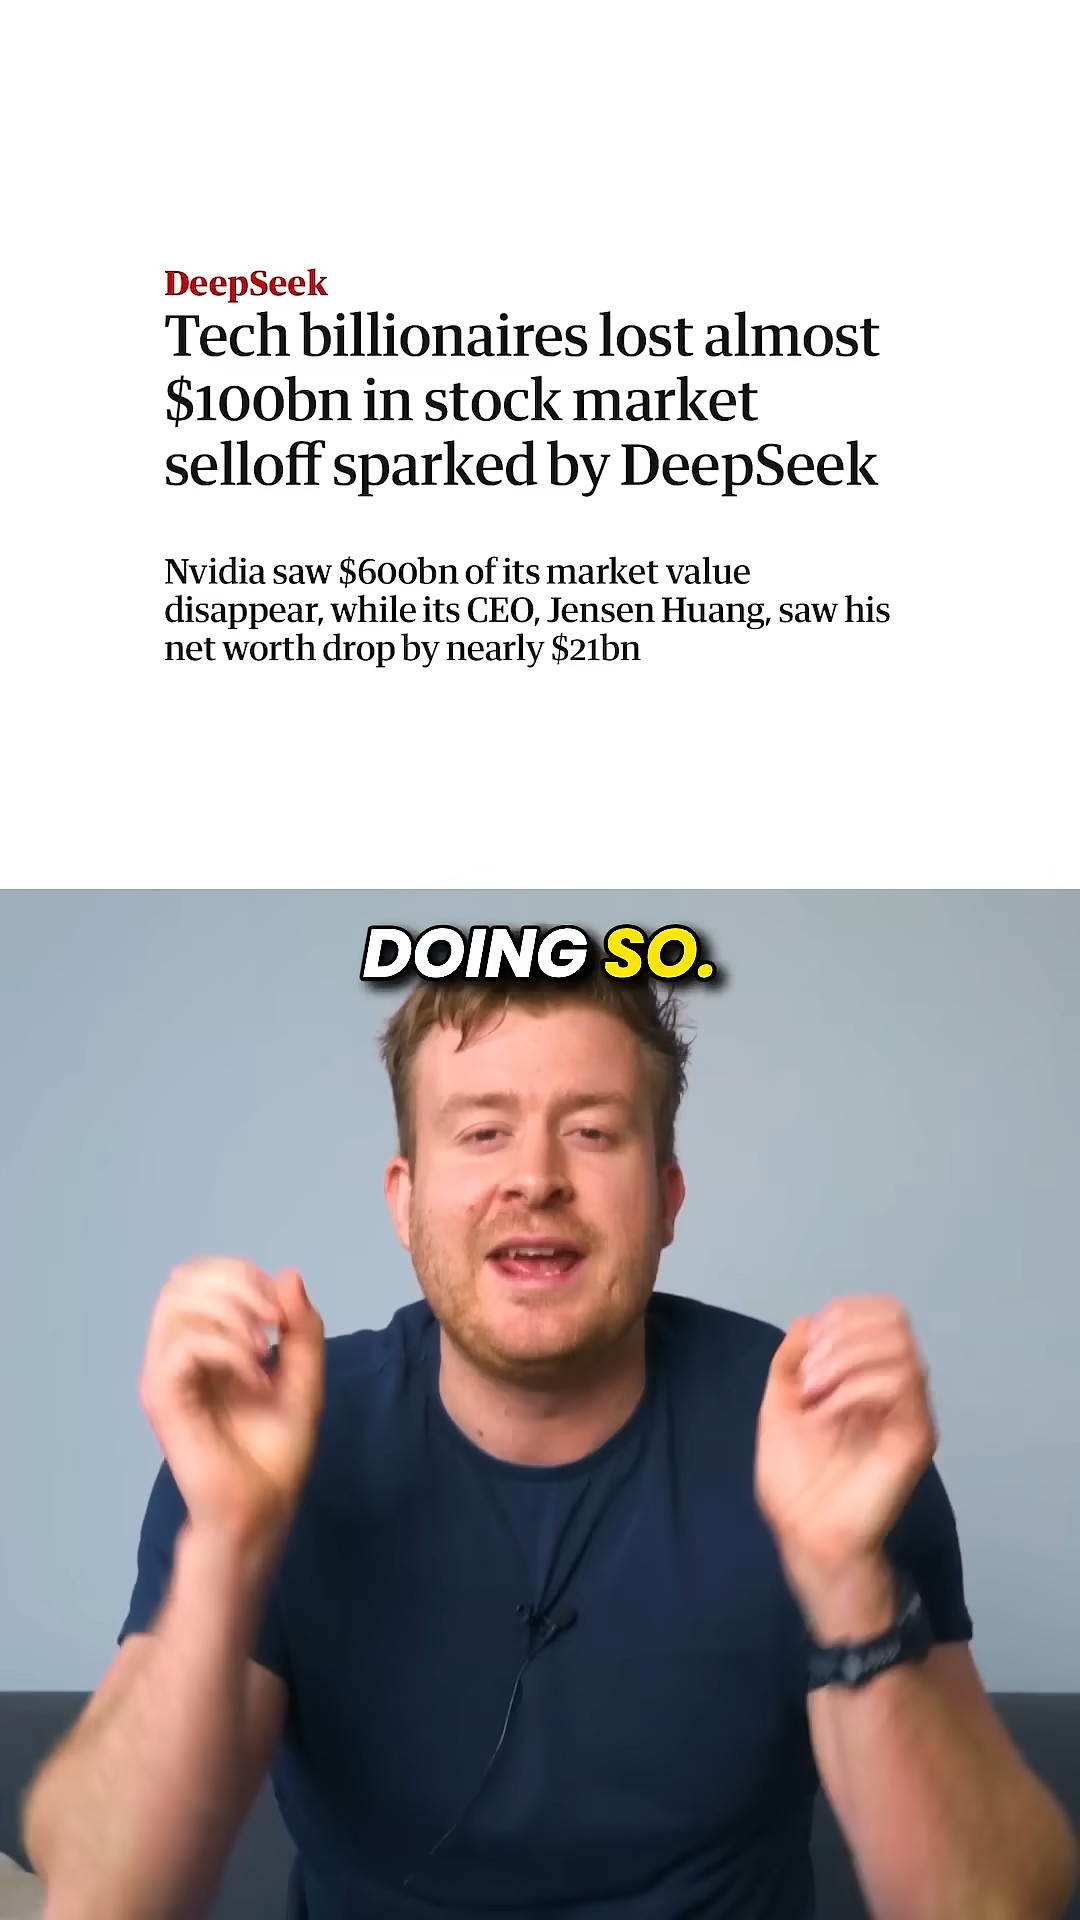 DeepSeek
Tech billionaires lost almost
$100bn in stock market
selloff sparked by DeepSeek
Nvidia saw $600bn of its market value
disappear, while its CEO, Jensen Huang, saw his
net worth drop by nearly $21bn
DOING SO.